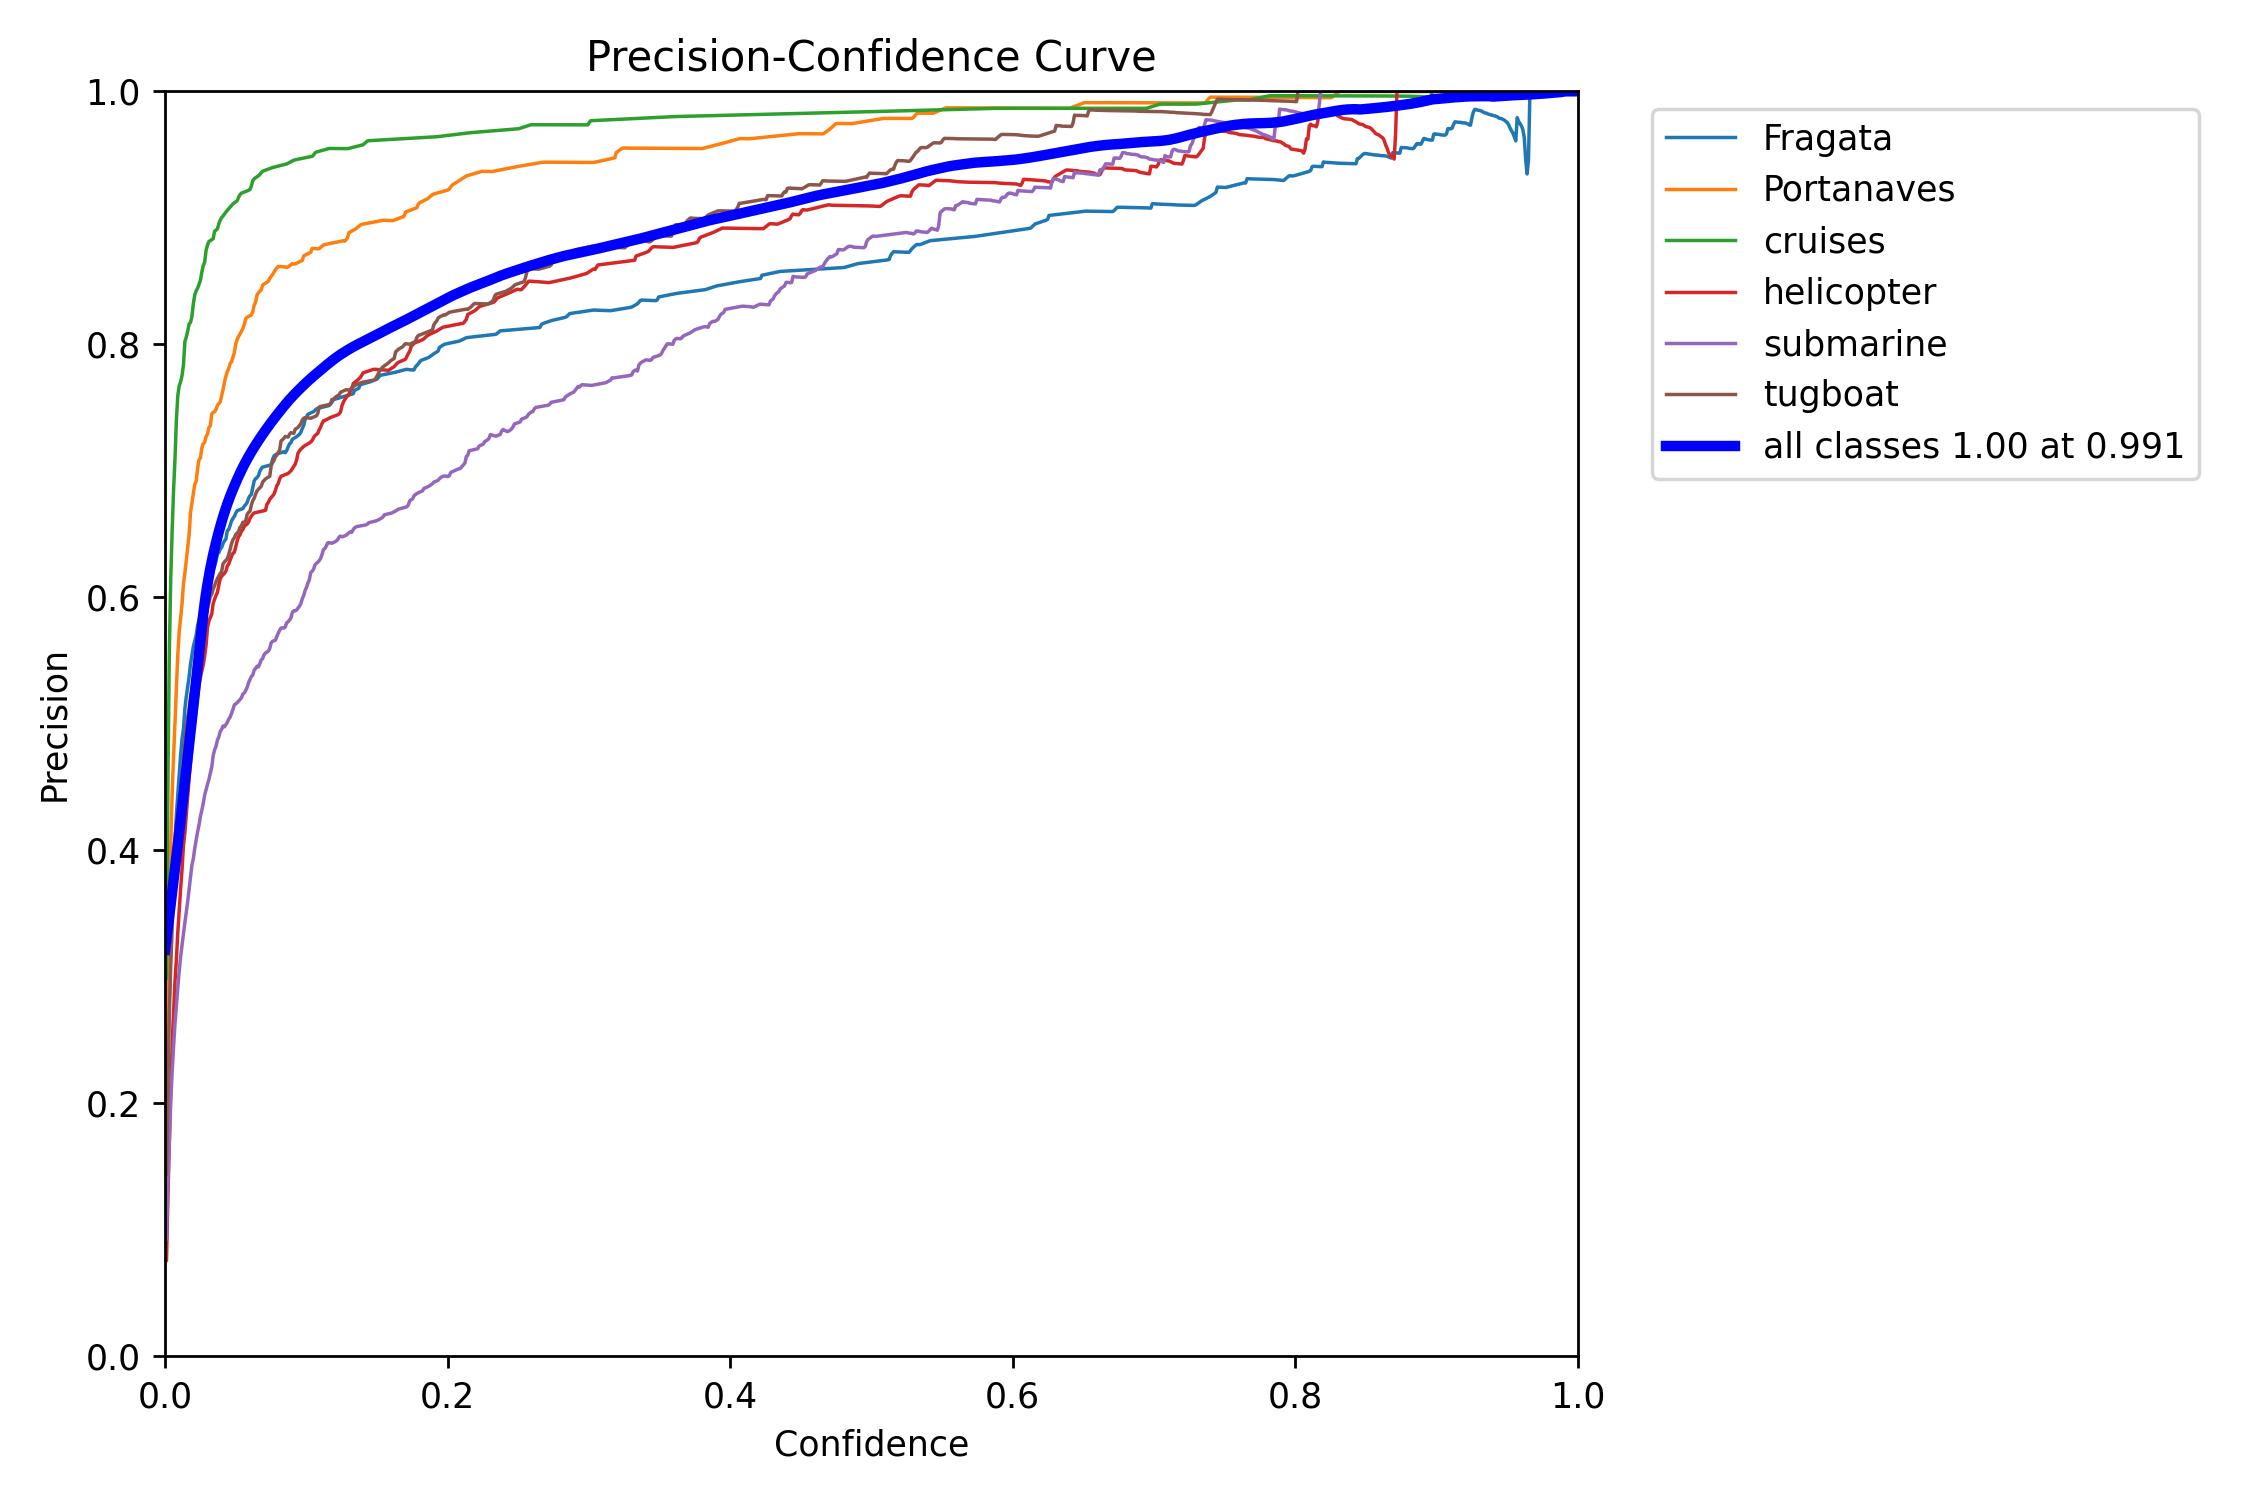 Precision-Confidence Curve
1.0
0.8
0.6
0.4
0.2
0.0
Precision
0.0 0.2 0.4 0.6 0.8 1.0
Confidence
Fragata
Portanaves
cruises
helicopter
submarine
tugboat
all classes 1.00 at 0.991